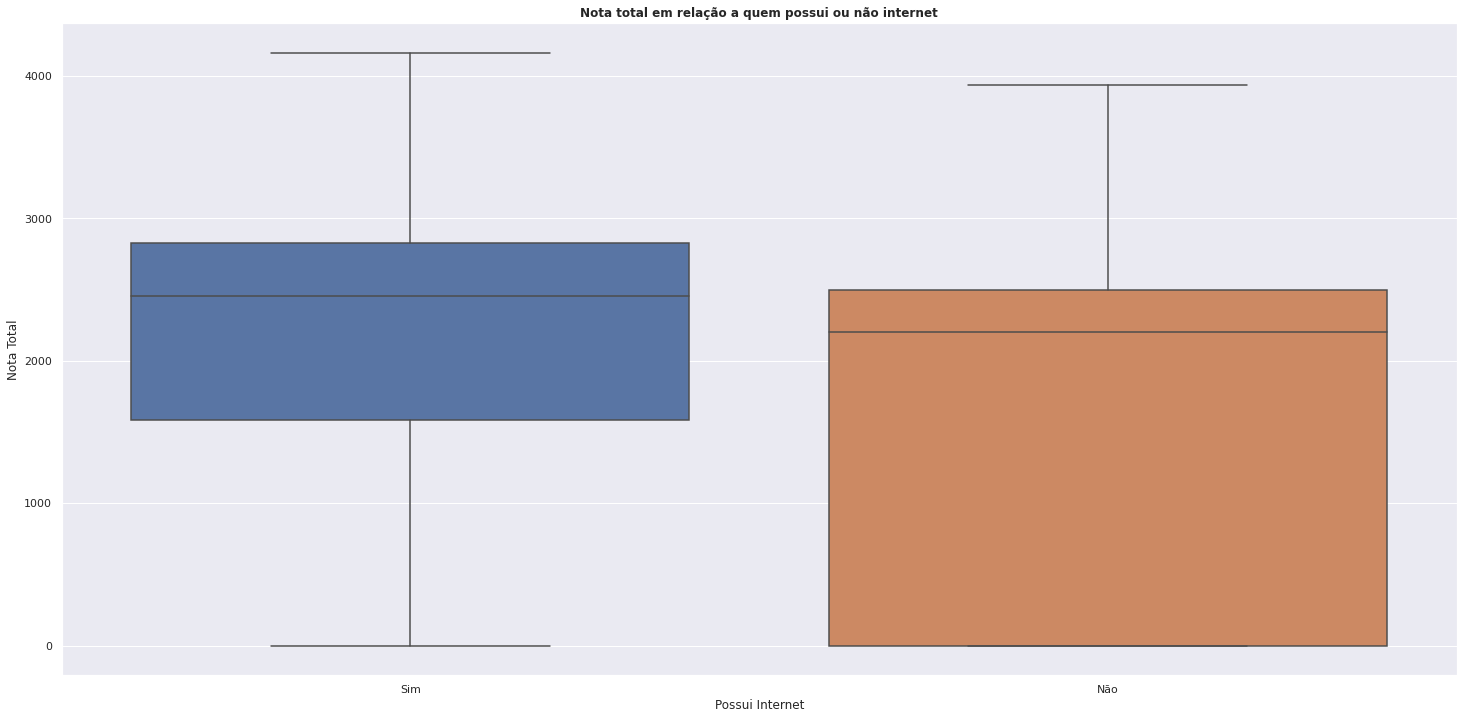 Nota total em relação a quem possui ou não internet
Nota Total
4000
3000
2000
1000
0
Sim
Não
Possui Internet